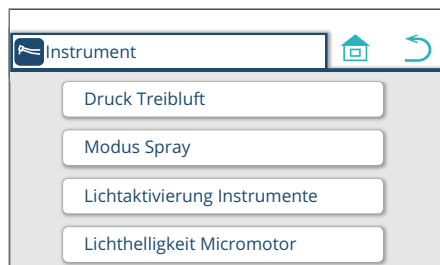 Instrument
Druck Treibluft
Modus Spray
Lichtaktivierung Instrumente
Lichthelligkeit Micromotor